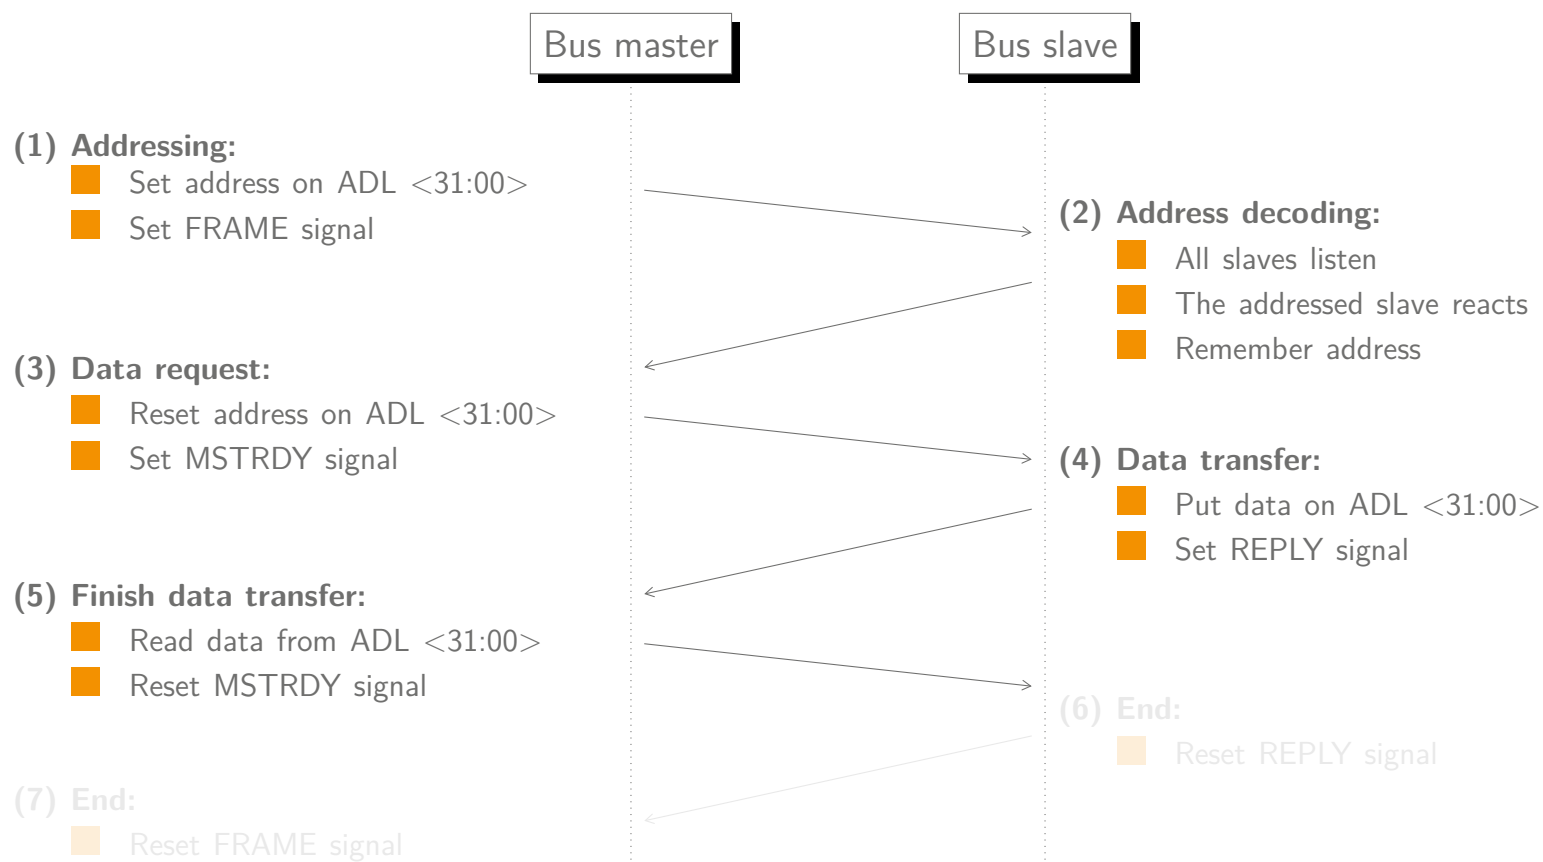 Bus master
Bus slave
(1) Addressing:
Set address on ADL <31:00>
Set FRAME signal
(2) Address decoding:
All slaves listen
The addressed slave reacts
Remember address
(3) Data request:
Reset address on ADL <31:00>
Set MSTRDY signal
(4) Data transfer:
Put data on ADL <31:00>
Set REPLY signal
(5) Finish data transfer:
Read data from ADL <31:00>
Reset MSTRDY signal
(6) End:
Reset REPLY signal
(7) End:
Reset FRAME signal